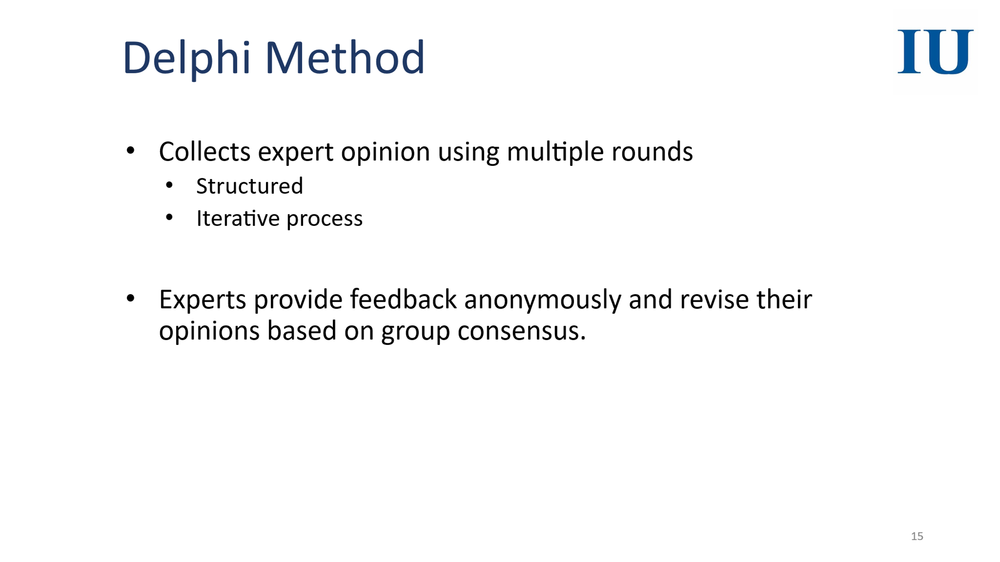 Delphi Method
IU
• Collects expert opinion using multiple rounds
• Structured
• Iterative process
• Experts provide feedback anonymously and revise their
opinions based on group consensus.
15